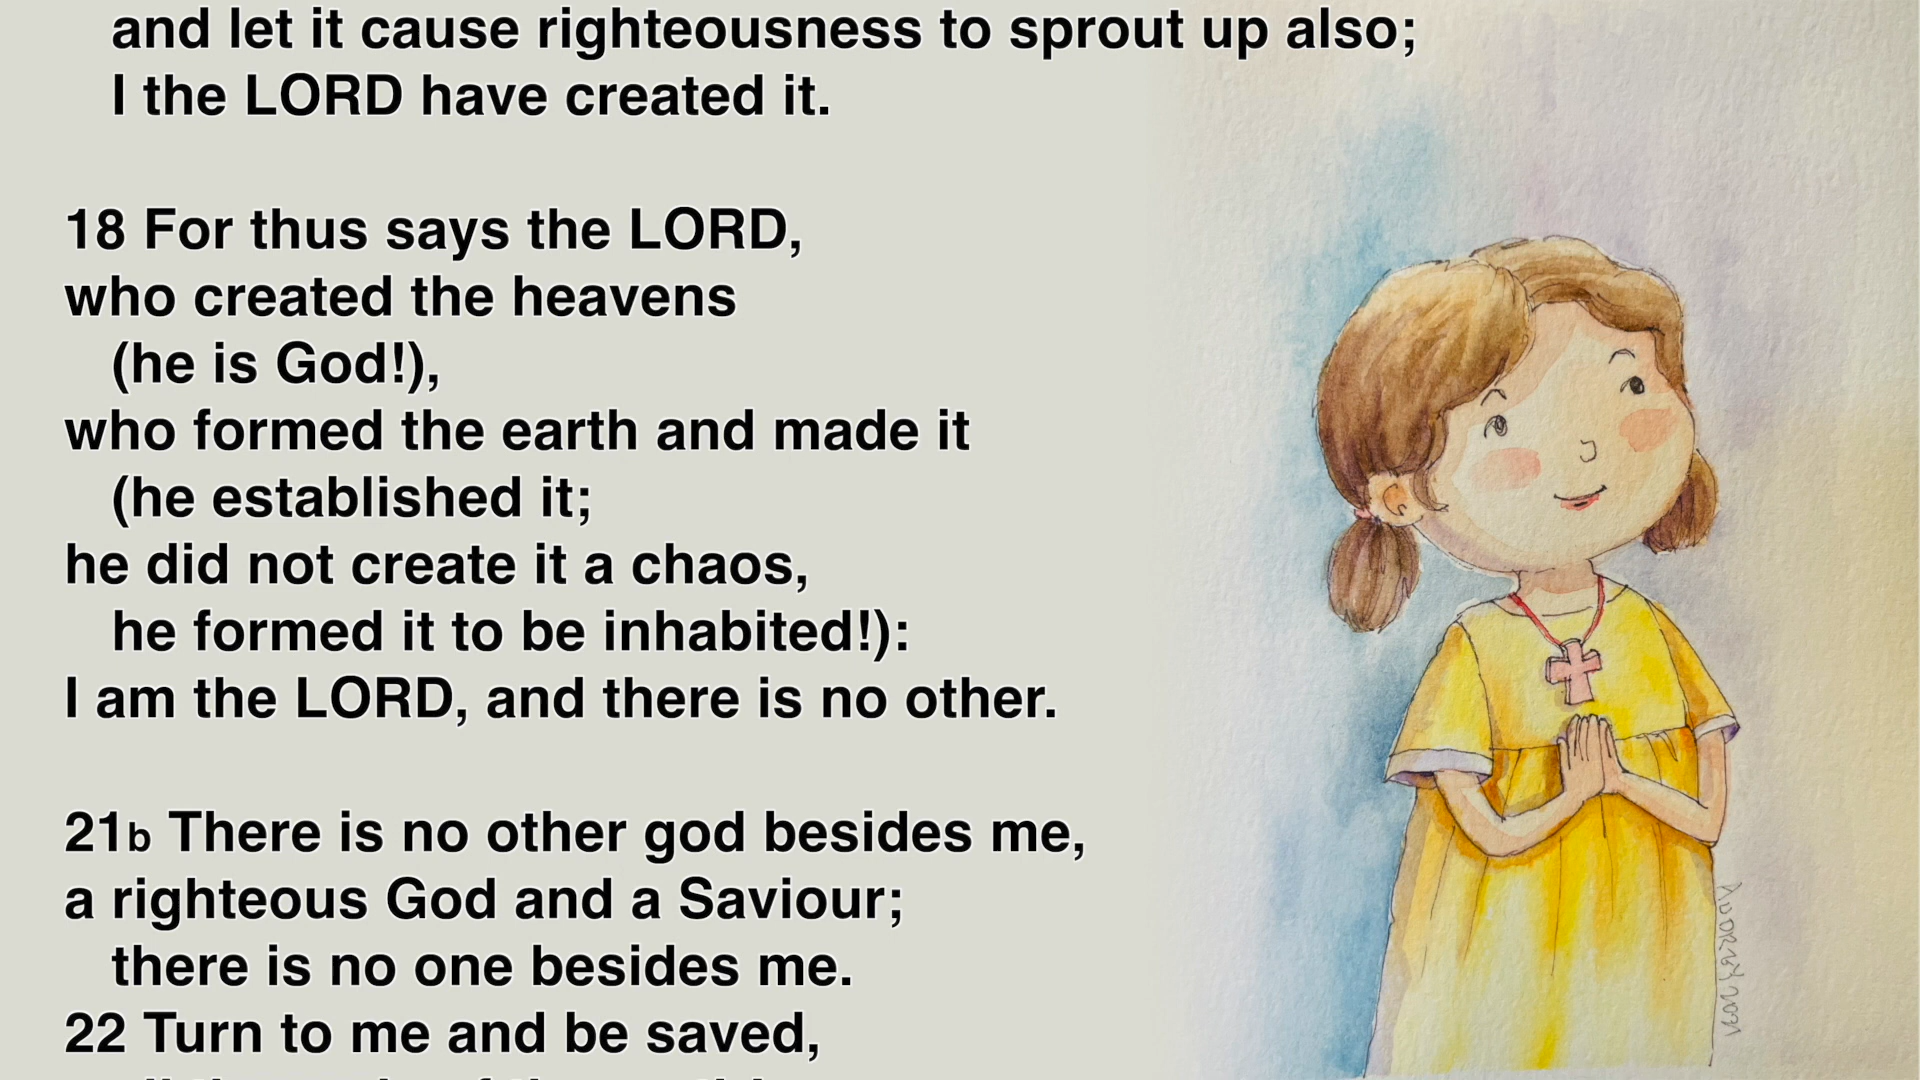 and let it cause righteousness to sprout up also;
I the LORD have created it.
18 For thus says the LORD,
who created the heavens
(he is God!),
who formed the earth and made it
(he established it;
he did not create it a chaos,
he formed it to be inhabited!):
I am the LORD, and there is no other.
21b There is no other god besides me,
a righteous God and a Saviour;
there is no one besides me.
22 Turn to me and be saved,